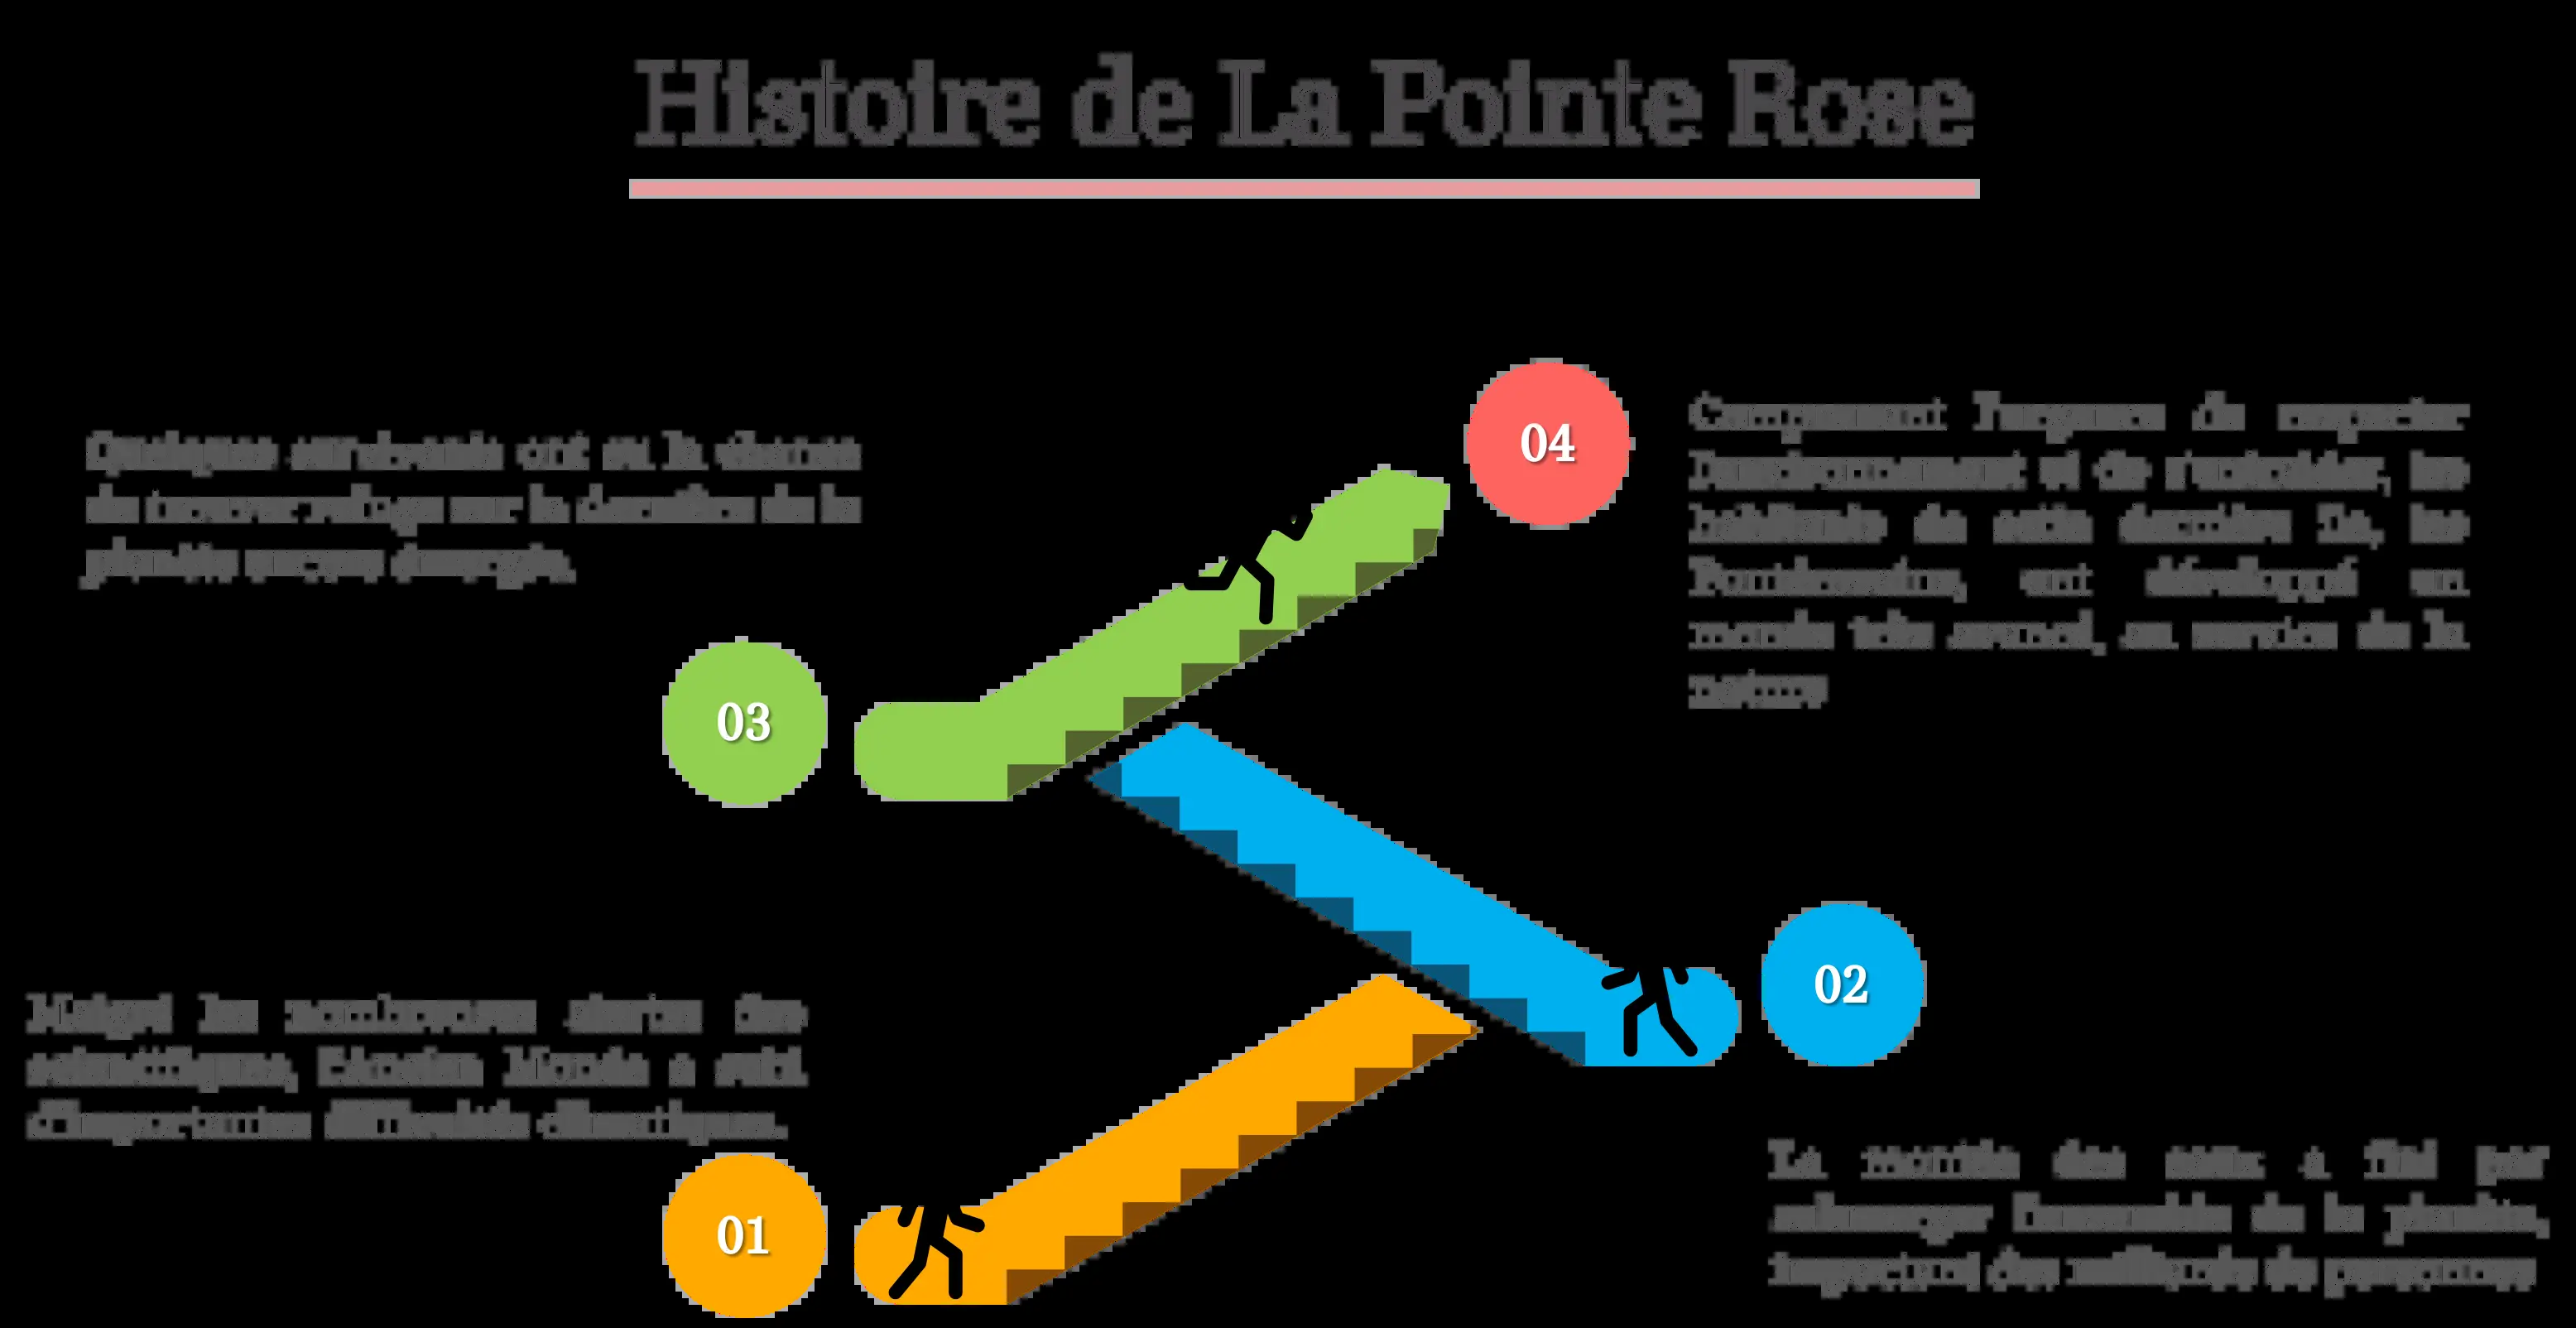 Histoire de La Pointe Rose
04
Comprenant l'urgence de respecter
l'environnement et de s'entraider, les
habitants de cette dernière île, les
ont développé un
monde très avancé, au service de la
nature
Quelques survivants ont eu la chance
de trouver refuge sur la dernière de la
planète encore émergée.
03
02
Malgré les nombreuses alertes des
scientifiques, Monde a subi
d'importantes difficultés climatiques.
01
La montée des eaux a fini par
submerger l'ensemble de la planète,
impactant des milliards de personnes